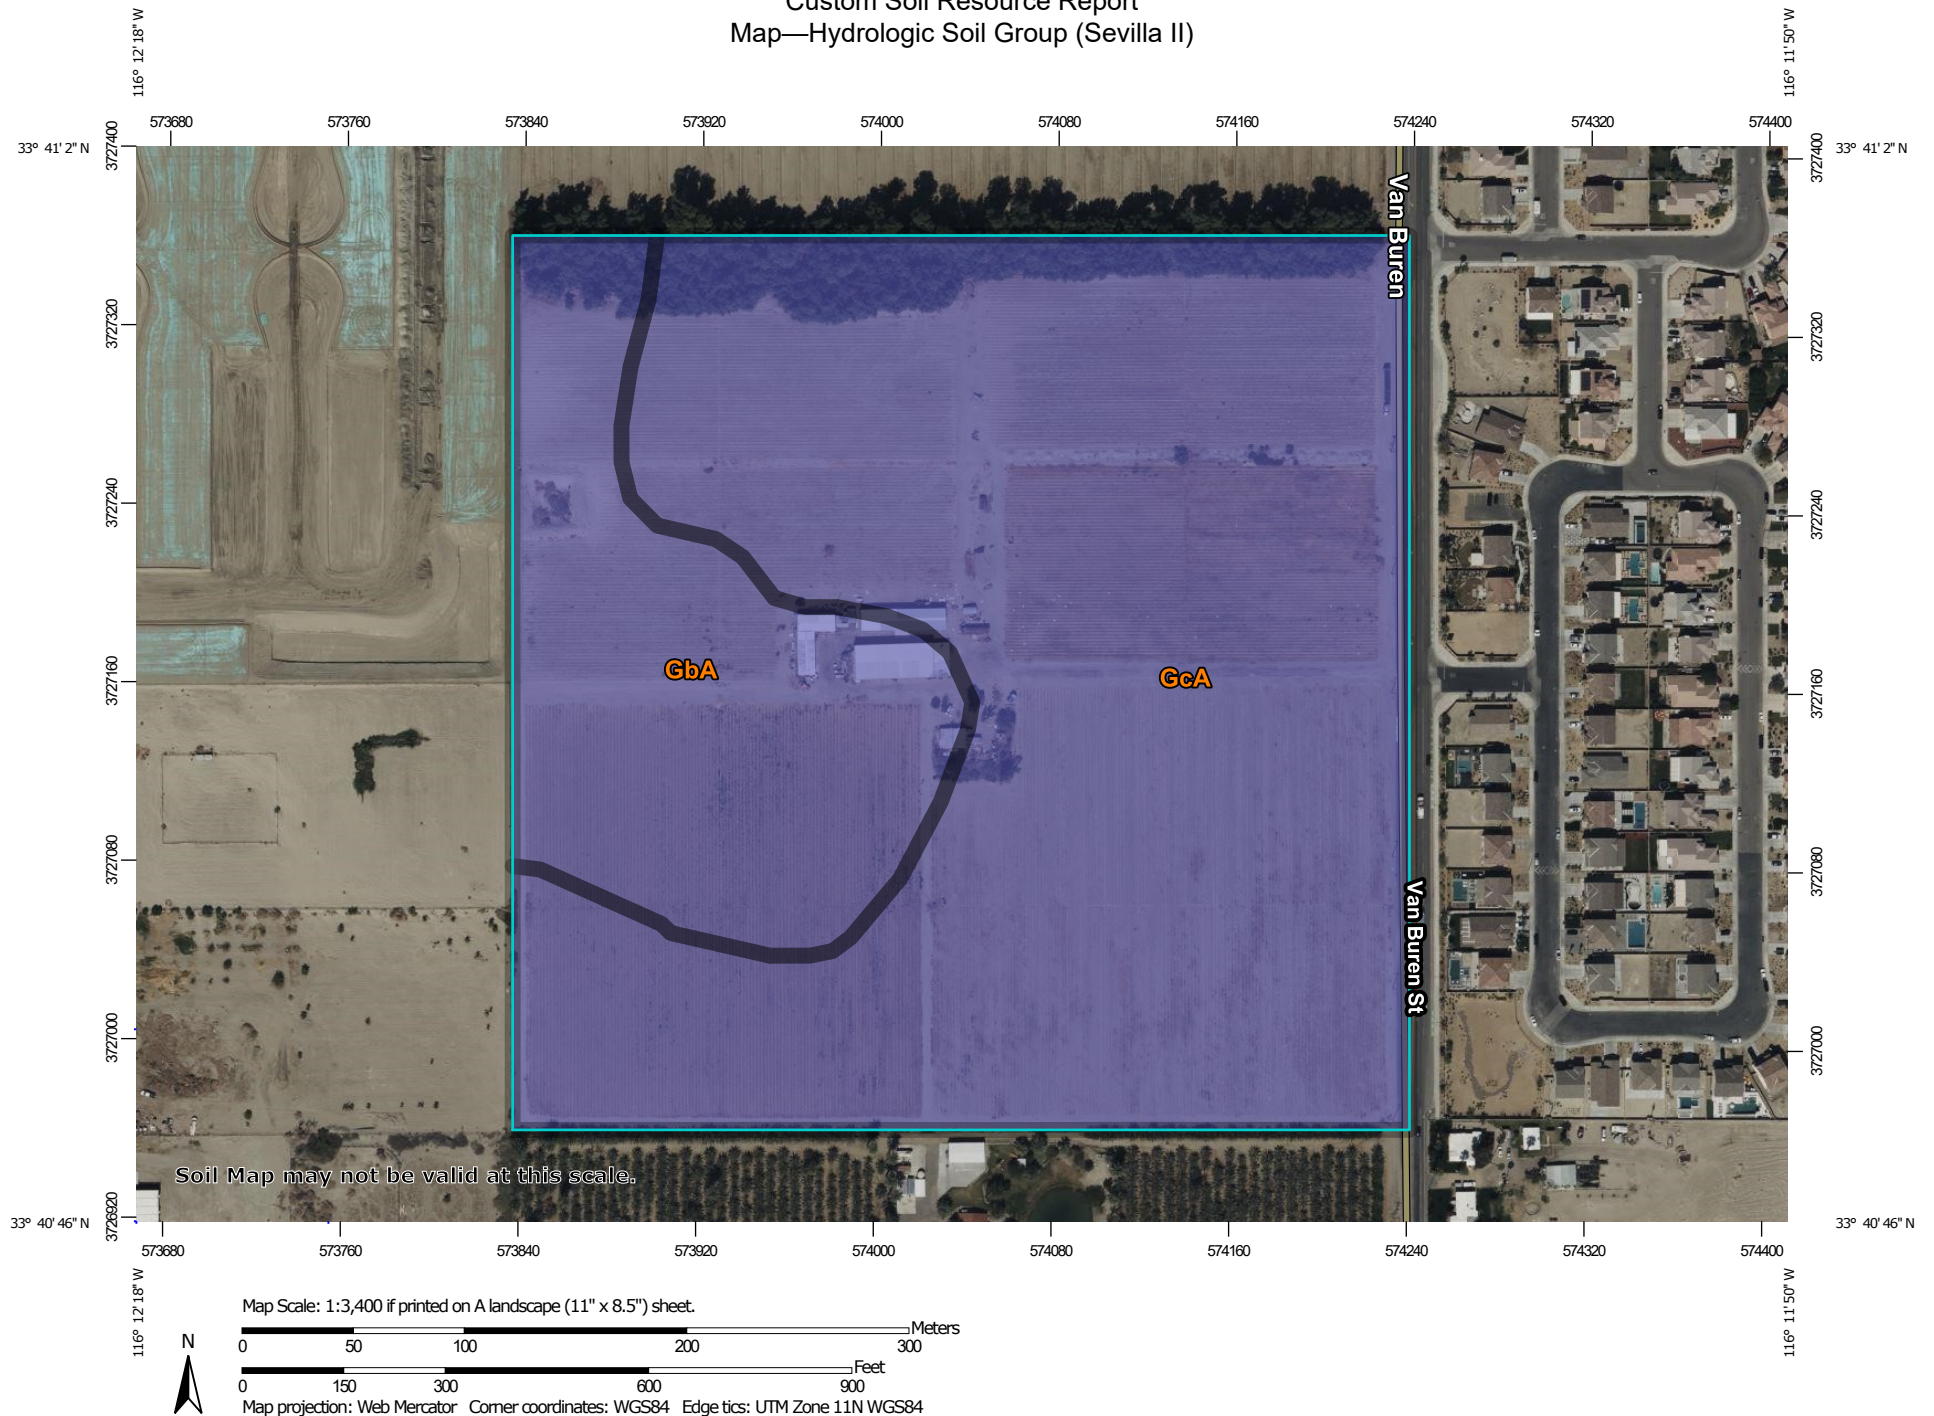 Custom Soil Resource Report
Map—Hydrologic Soil Group (Sevilla II)
116° 12' 18" W
116° 11' 50" W
573680 573760 573840 573920 574000 574080 574160 574240 574320 574400
33° 41' 2" N
33° 41' 2" N
3727400
3727320
3727240
3727160
3727080
3727000
3726920
3727400
3727320
3727240
3727160
3727080
3727000
Van Buren
GbA
GcA
Van Buren St
Soil Map may not be valid at this scale.
33° 40' 46" N
33° 40' 46" N
573680 573760 573840 573920 574000 574080 574160 574240 574320 574400
116° 12' 18" W
116° 11' 50" W
Map Scale: 1:3,400 if printed on A landscape (11" x 8.5") sheet.
N
Meters
0 50 100 200 300
Feet
0 150 300 600 900
Map projection: Web Mercator Corner coordinates: WGS84 Edge tics: UTM Zone 11N WGS84